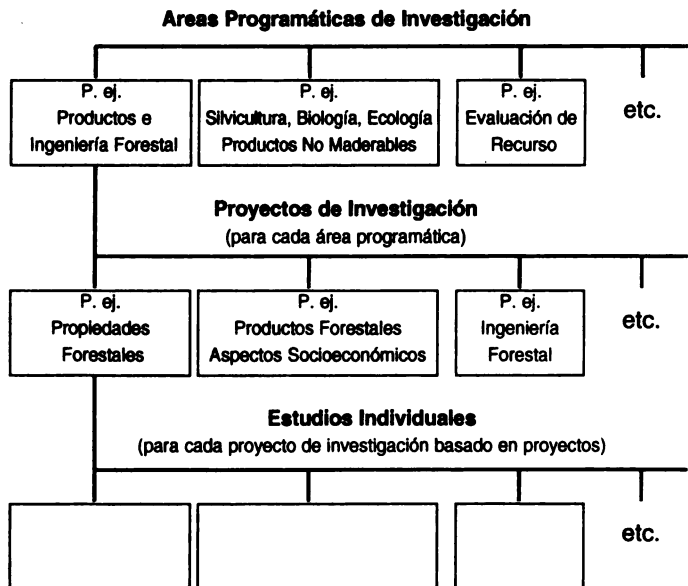 Areas Programáticas de Investigación
P. ej.
Productos e
Ingeniería Forestal
P. ej.
Silvicultura, Biología, Ecología
Productos No Maderables
P. ej.
Evaluación de
Recurso
etc.
Proyectos de Investigación
(para cada área programática)
P. ej.
Propiedades
Forestales
P. ej.
Productos Forestales
Aspectos Socioeconómicos
P. ej.
Ingeniería
Forestal
etc.
Estudios Individuales
(para cada proyecto de investigación basado en proyectos)
etc.